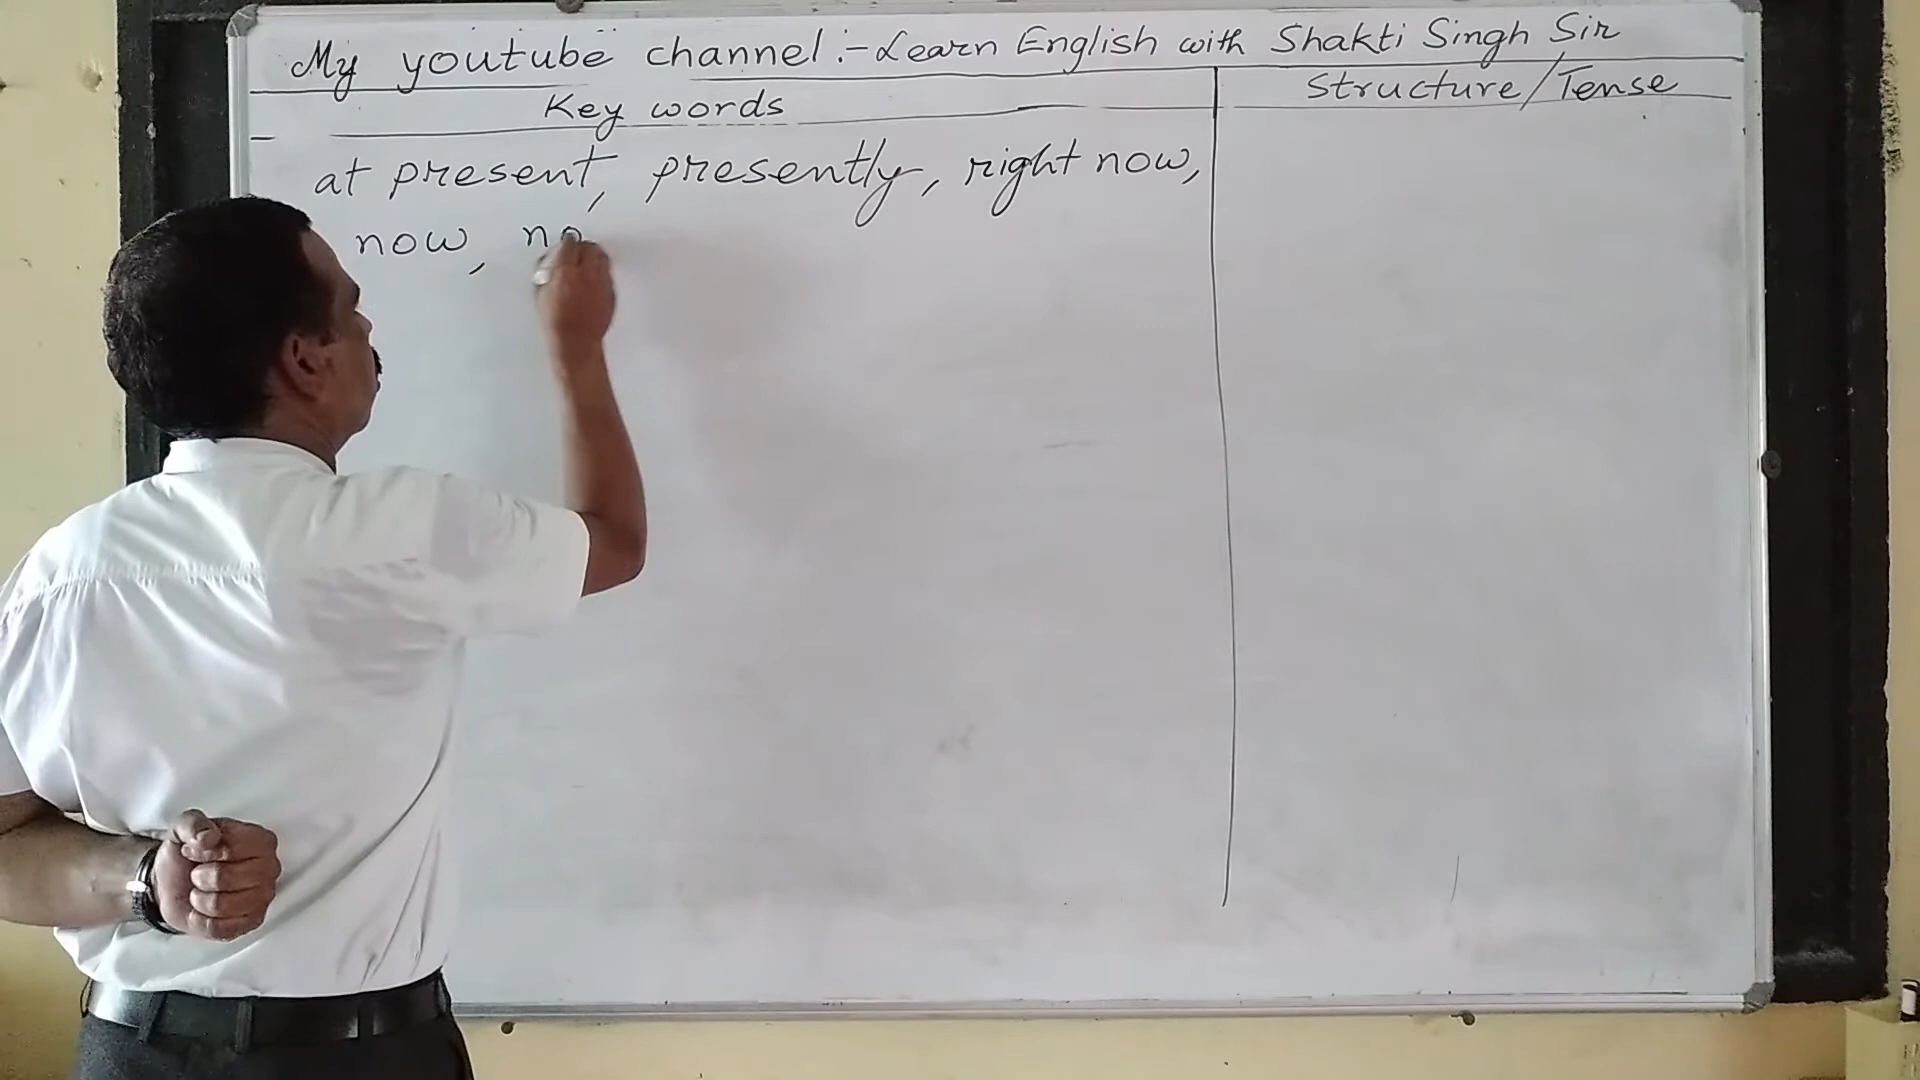 My youtube channel :- Learn English with Shakti Singh Sir
Key words
Structure/Tense
at present, presently, right now,
now, no